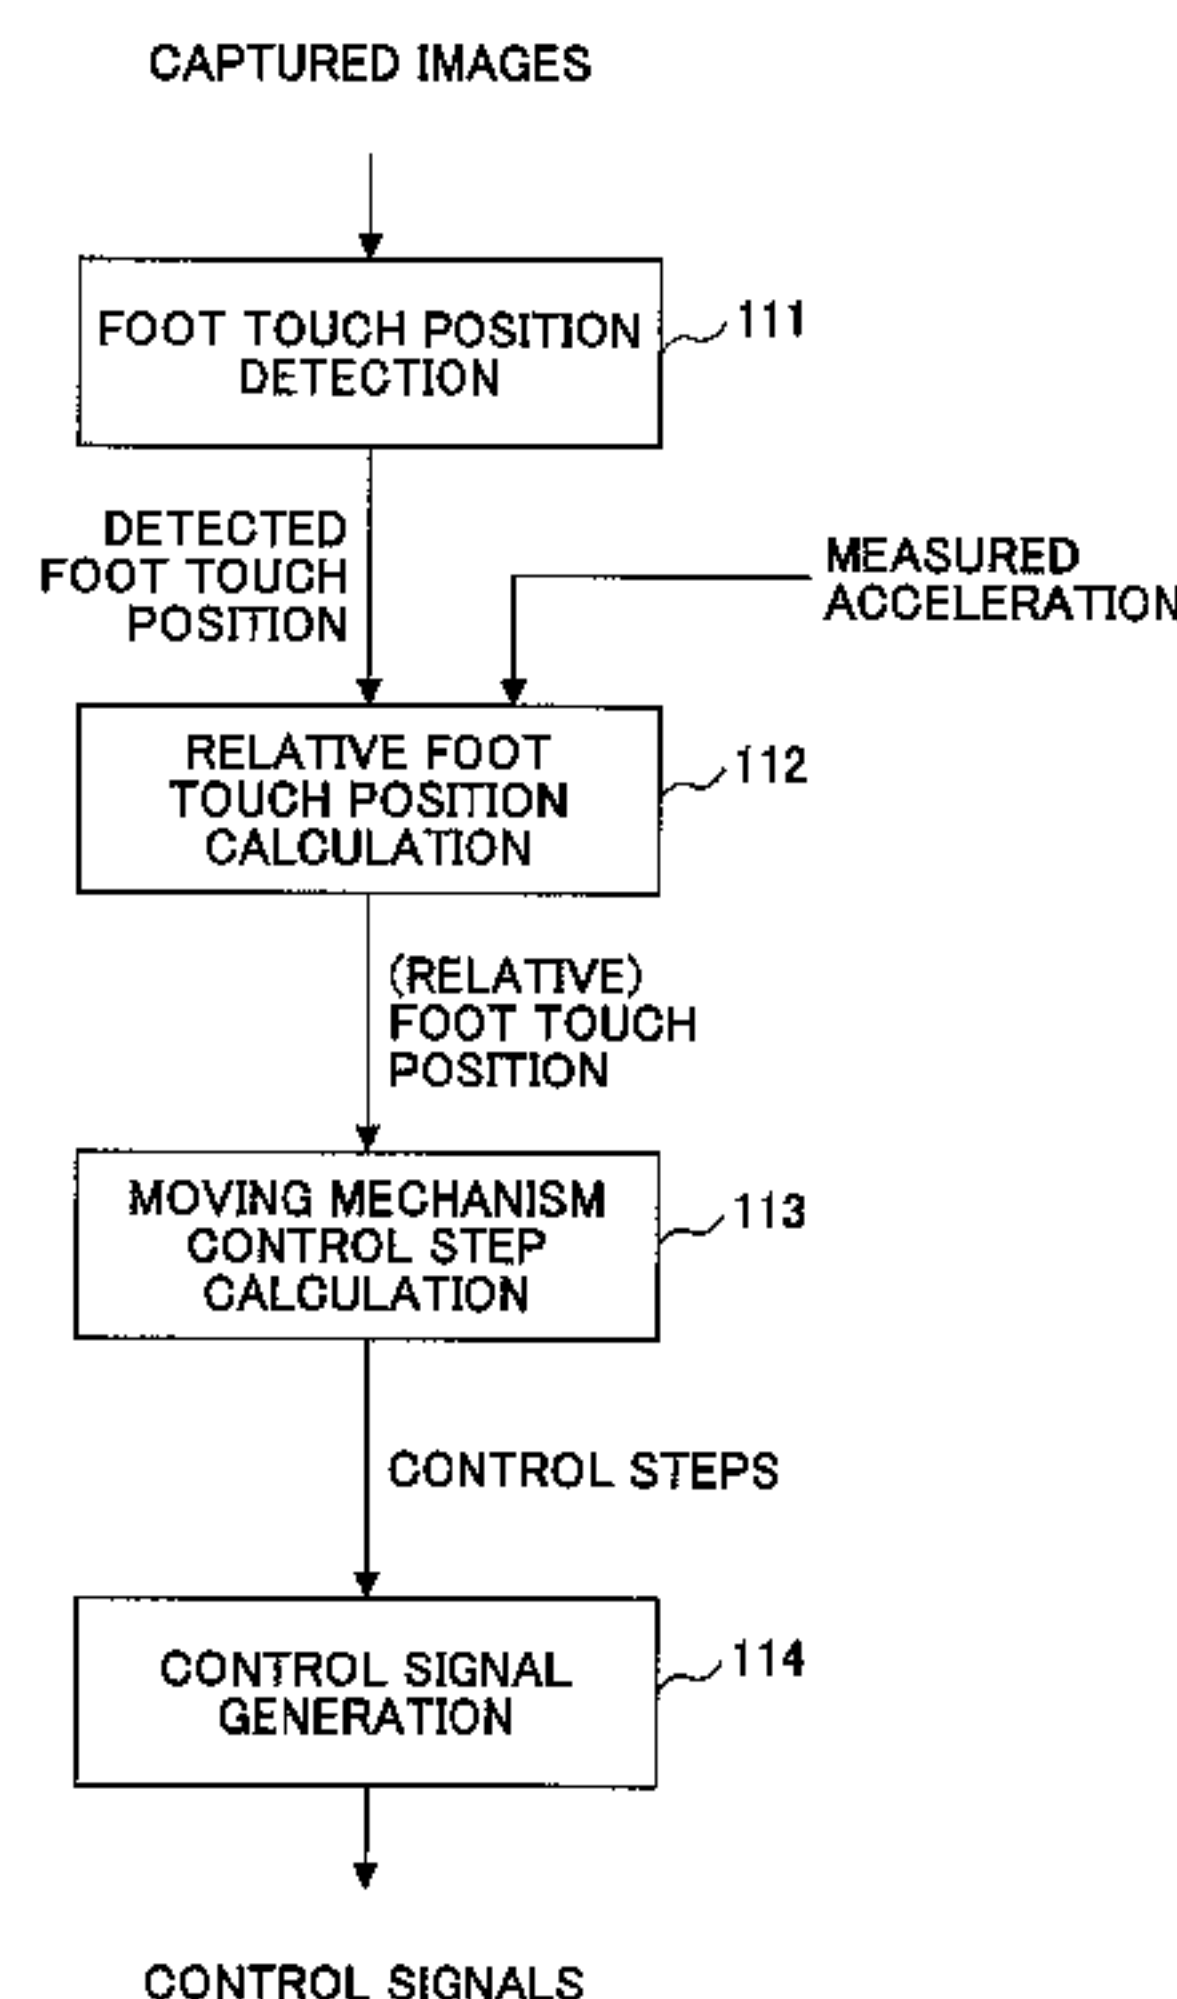 CAPTURED IMAGES
FOOT TOUCH POSITION
DETECTION
111
DETECTED
FOOT TOUCH
POSITION
MEASURED
ACCELERATION
RELATIVE FOOT
TOUCH POSITION
CALCULATION
112
(RELATIVE)
FOOT TOUCH
POSITION
MOVING MECHANISM
CONTROL STEP
CALCULATION
113
CONTROL STEPS
CONTROL SIGNAL
GENERATION
114
CONTROL SIGNALS